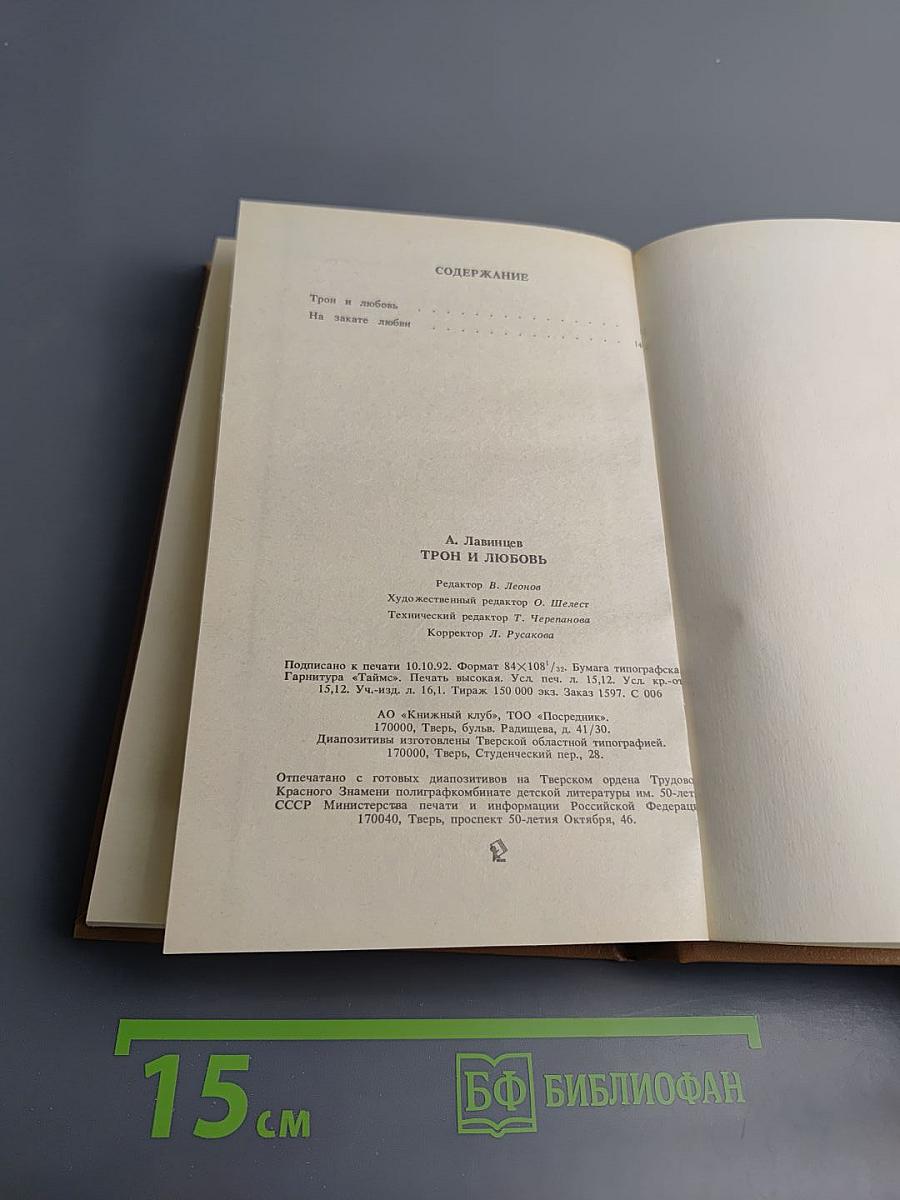 СОДЕРЖАНИЕ
Трон и любовь . . . . . . . . . . . . . .
На закате любви . . . . . . . . . . . . . . 14
А. Лавинцев
ТРОН И ЛЮБОВЬ
Редактор В. Леонов
Художественный редактор О. Шелест
Технический редактор Т. Черепанова
Корректор Л. Русакова
Подписано к печати 10.10.92. Формат 84×108¹/₃₂. Бумага типографска
Гарнитура «Таймс». Печать высокая. Усл. печ. л. 15,12. Усл. кр.-от
15,12. Уч.-изд. л. 16,1. Тираж 150 000 экз. Заказ 1597. С 006
АО «Книжный клуб», ТОО «Посредник».
170000, Тверь, бульв. Радищева, д. 41/30.
Диапозитивы изготовлены Тверской областной типографией.
170000, Тверь, Студенческий пер., 28.
Отпечатано с готовых диапозитивов на Тверском ордена Трудово
Красного Знамени полиграфкомбинате детской литературы им. 50-лет
СССР Министерства печати и информации Российской Федерац
170040, Тверь, проспект 50-летия Октября, 46.
15 см
БФ БИБЛИОФАН